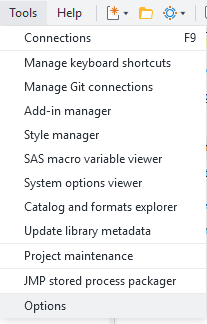 Tools Help
Connections F9
Manage keyboard shortcuts
Manage Git connections
Add-in manager
Style manager
SAS macro variable viewer
System options viewer
Catalog and formats explorer
Update library metadata
Project maintenance
JMP stored process packager
Options